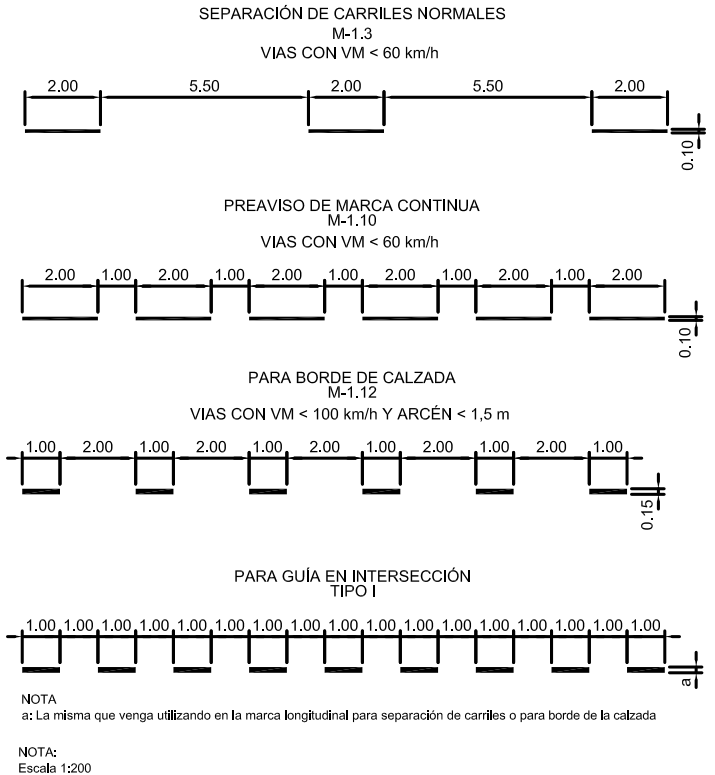 SEPARACIÓN DE CARRILES NORMALES
M-1.3
VIAS CON VM < 60 km/h
2.00 5.50 2.00 5.50 2.00
0.10
PREAVISO DE MARCA CONTINUA
M-1.10
VIAS CON VM < 60 km/h
2.00 1.00 2.00 1.00 2.00 1.00 2.00 1.00 2.00 1.00 2.00
0.10
PARA BORDE DE CALZADA
M-1.12
VIAS CON VM < 100 km/h Y ARCÉN < 1,5 m
1.00 2.00 1.00 2.00 1.00 2.00 1.00 2.00 1.00 2.00 1.00
0.15
PARA GUÍA EN INTERSECCIÓN
TIPO I
1.00 1.00 1.00 1.00 1.00 1.00 1.00 1.00 1.00 1.00 1.00 1.00 1.00 1.00 1.00 1.00 1.00
a
NOTA
a: La misma que venga utilizando en la marca longitudinal para separación de carriles o para borde de la calzada
NOTA:
Escala 1:200